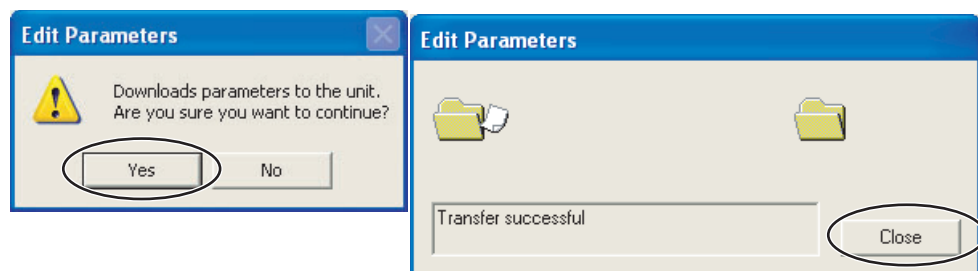 Edit Parameters
Downloads parameters to the unit.
Are you sure you want to continue?
Yes
No
Edit Parameters
Transfer successful
Close